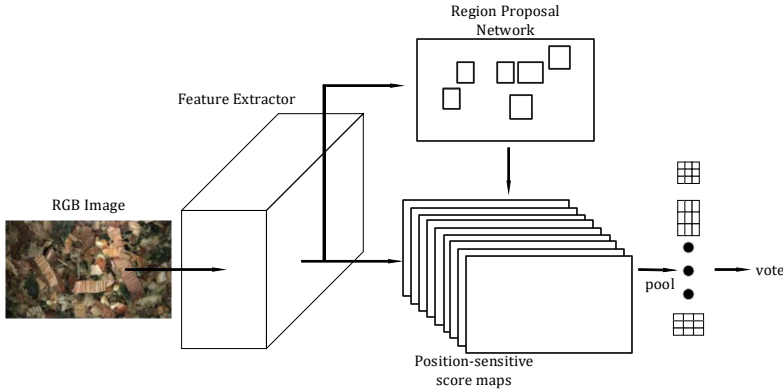 Region Proposal
Network
Feature Extractor
RGB Image
pool
vote
Position-sensitive
score maps